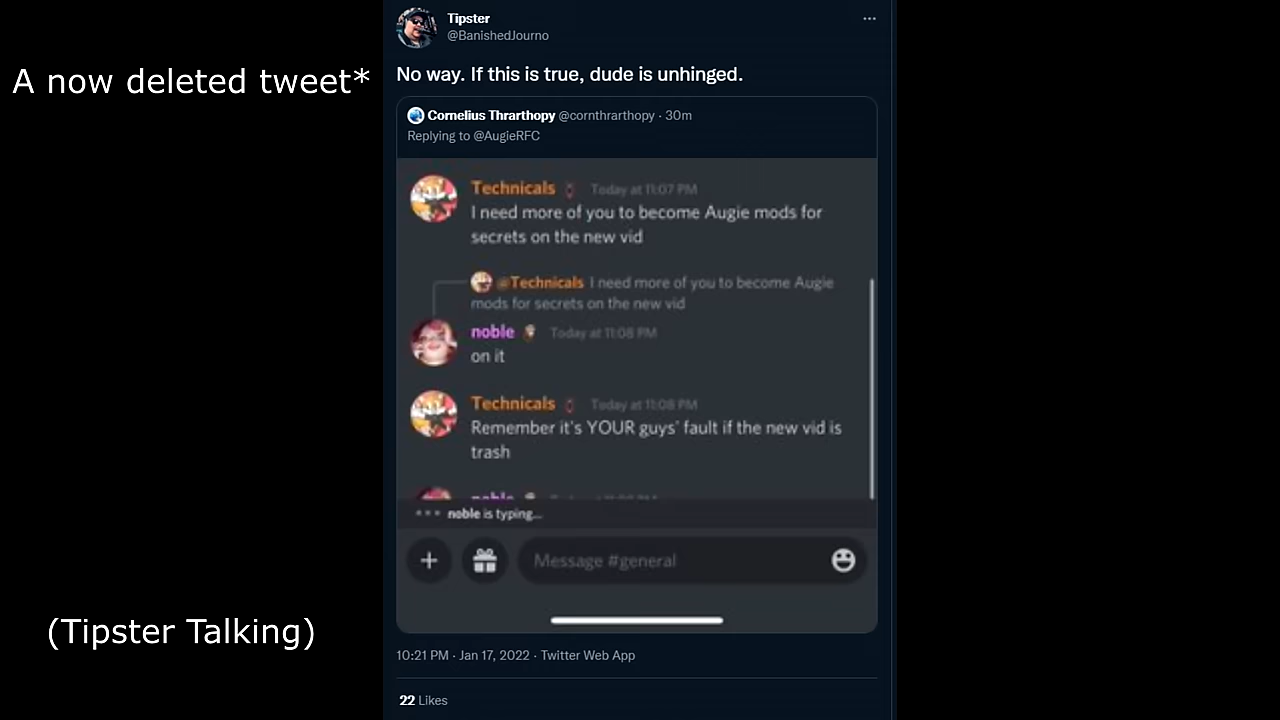 Tipster
@BanishedJourno
A now deleted tweet*
No way. If this is true, dude is unhinged.
Cornelius Thrarthopy @cornthrarthopy · 30m
Replying to @AugieRFC
Technicals Today at 11:07 PM
I need more of you to become Augie mods for
secrets on the new vid
@Technicals I need more of you to become Augie
mods for secrets on the new vid
noble Today at 11:08 PM
on it
Technicals Today at 11:08 PM
Remember it's YOUR guys' fault if the new vid is
trash
noble
noble is typing...
Message #general
(Tipster Talking)
10:21 PM · Jan 17, 2022 · Twitter Web App
22 Likes